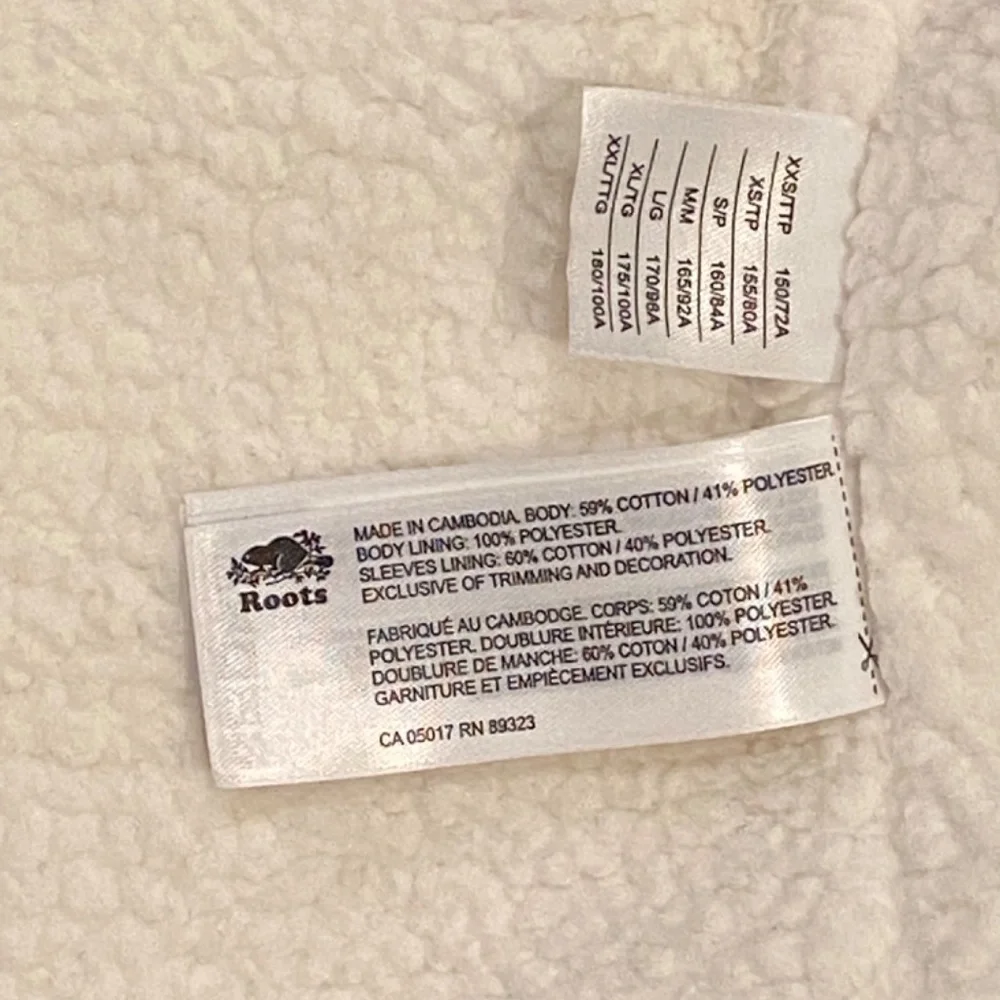 XXS/TTP 150/72A
XS/TP 155/80A
S/P 160/84A
M/M 165/92A
L/G 170/96A
XL/TG 175/100A
XXL/TTG 180/100A
Roots
MADE IN CAMBODIA. BODY: 59% COTTON / 41% POLYESTER.
BODY LINING: 100% POLYESTER.
SLEEVES LINING: 60% COTTON / 40% POLYESTER.
EXCLUSIVE OF TRIMMING AND DECORATION.
FABRIQUÉ AU CAMBODGE. CORPS: 59% COTON / 41%
POLYESTER. DOUBLURE INTÉRIEURE: 100% POLYESTER.
DOUBLURE DE MANCHE: 60% COTON / 40% POLYESTER.
GARNITURE ET EMPIÈCEMENT EXCLUSIFS.
CA 05017 RN 89323